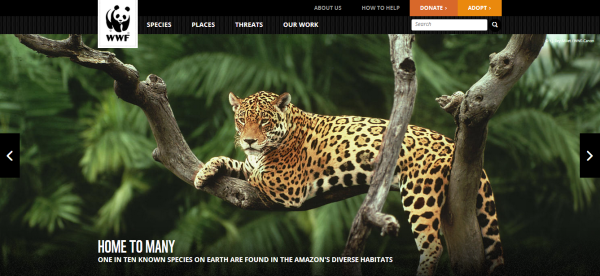 ABOUT US HOW TO HELP DONATE › ADOPT ›
WWF
SPECIES PLACES THREATS OUR WORK
Search
HOME TO MANY
ONE IN TEN KNOWN SPECIES ON EARTH ARE FOUND IN THE AMAZON'S DIVERSE HABITATS